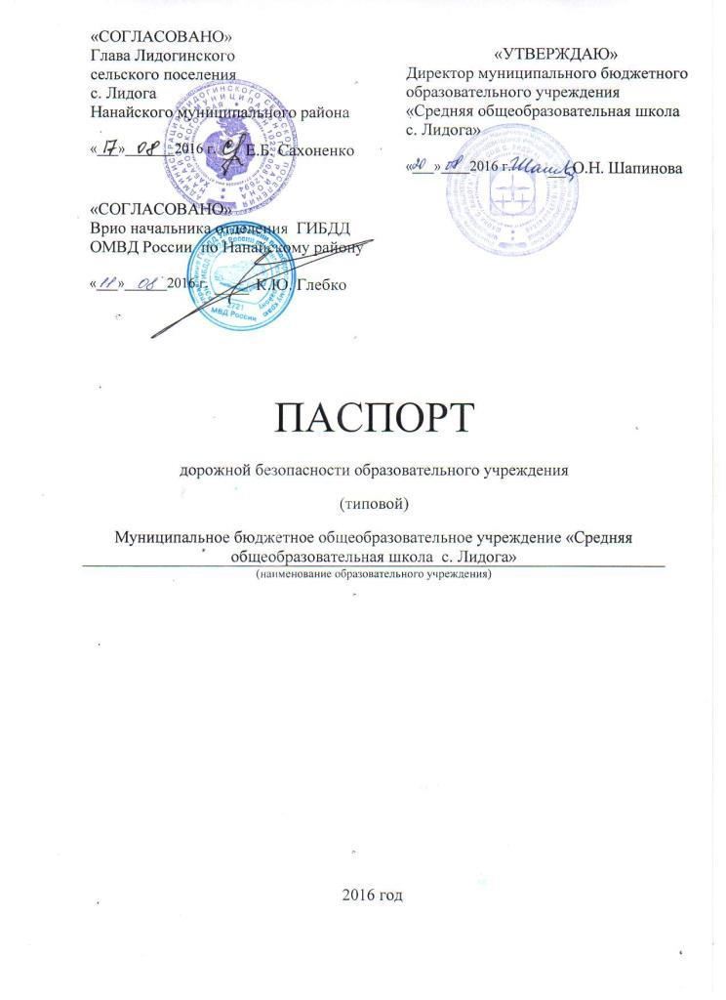 «СОГЛАСОВАНО»
Глава Лидогинского
сельского поселения
с. Лидога
Нанайского муниципального района
«17» 08 2016 г. Е.Б. Сахоненко
«СОГЛАСОВАНО»
Врио начальника отделения ГИБДД
ОМВД России по Нанайскому району
«11» 08 2016 г. К.Ю. Глебко
«УТВЕРЖДАЮ»
Директор муниципального бюджетного
образовательного учреждения
«Средняя общеобразовательная школа
с. Лидога»
«20» 08 2016 г. О.Н. Шапинова
2721
МВД России
ПАСПОРТ
дорожной безопасности образовательного учреждения
(типовой)
Муниципальное бюджетное общеобразовательное учреждение «Средняя
общеобразовательная школа с. Лидога»
(наименование образовательного учреждения)
2016 год